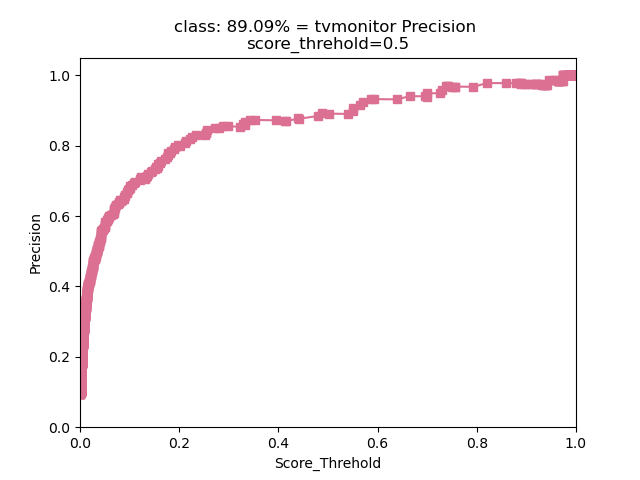 class: 89.09% = tvmonitor Precision
score_threhold=0.5
1.0
0.8
0.6
0.4
0.2
0.0
Precision
0.0 0.2 0.4 0.6 0.8 1.0
Score_Threhold